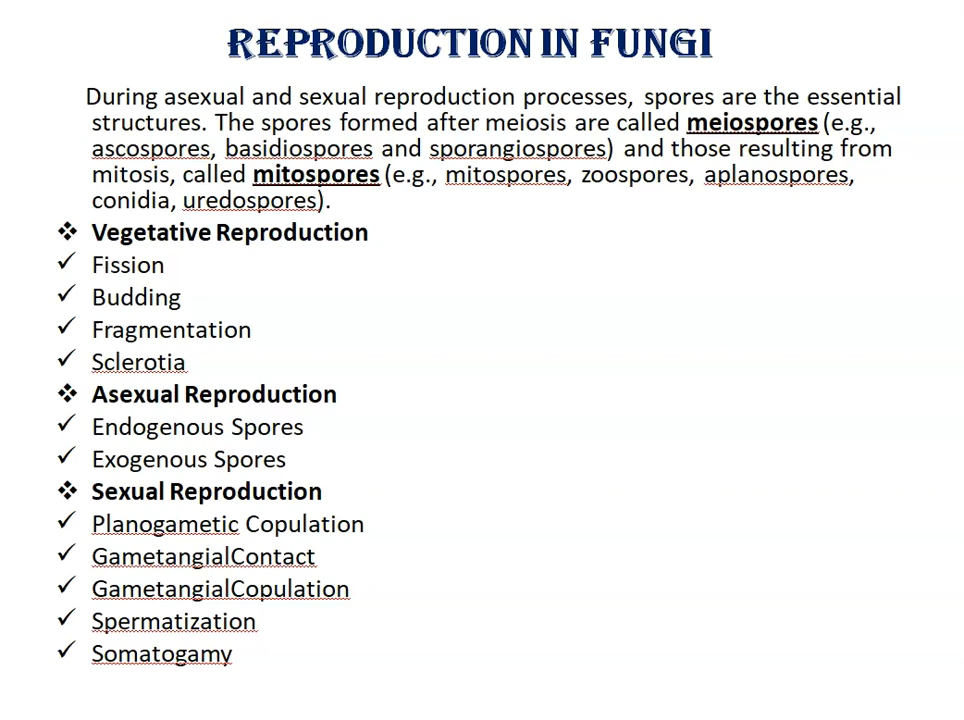 REPRODUCTION IN FUNGI
During asexual and sexual reproduction processes, spores are the essential
structures. The spores formed after meiosis are called meiospores (e.g.,
ascospores, basidiospores and sporangiospores) and those resulting from
mitosis, called mitospores (e.g., mitospores, zoospores, aplanospores,
conidia, uredospores).
❖ Vegetative Reproduction
✓ Fission
✓ Budding
✓ Fragmentation
✓ Sclerotia
❖ Asexual Reproduction
✓ Endogenous Spores
✓ Exogenous Spores
❖ Sexual Reproduction
✓ Planogametic Copulation
✓ GametangialContact
✓ GametangialCopulation
✓ Spermatization
✓ Somatogamy